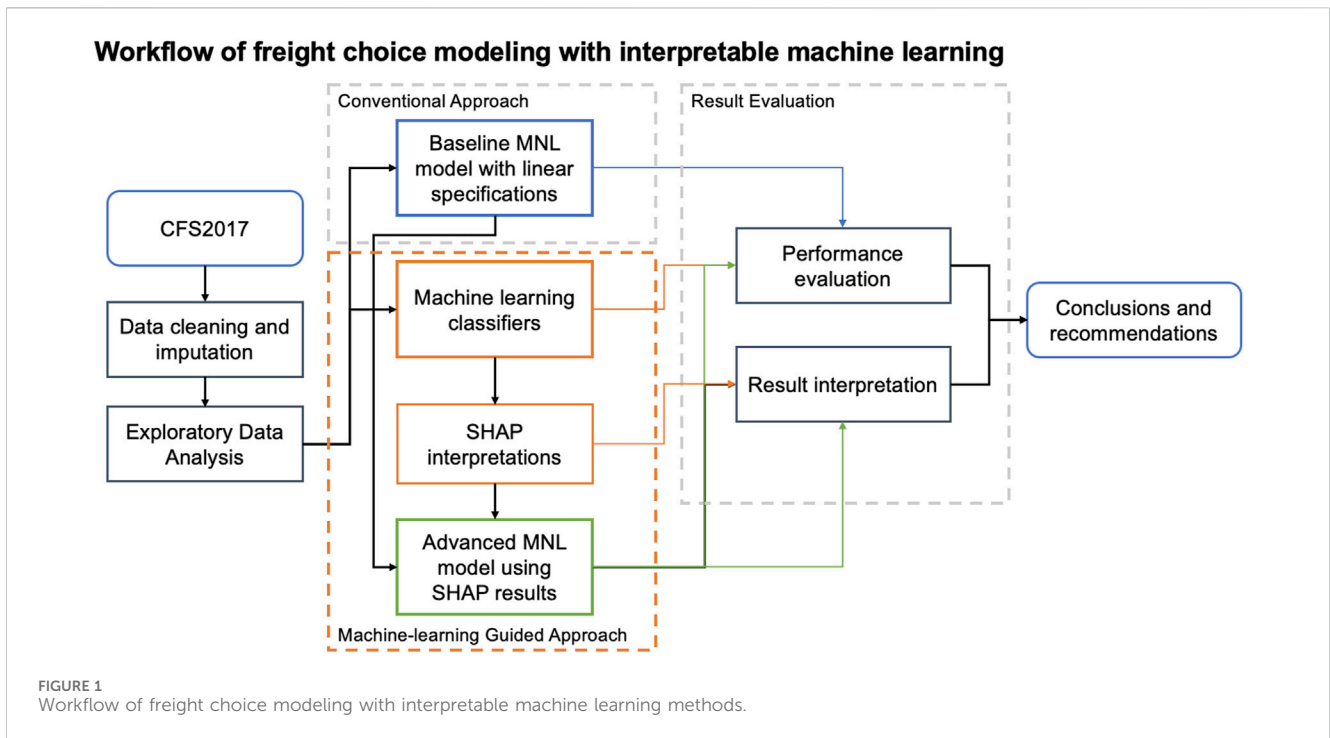 Workflow of freight choice modeling with interpretable machine learning
Conventional Approach
Baseline MNL
model with linear
specifications
CFS2017
Data cleaning and
imputation
Exploratory Data
Analysis
Machine learning
classifiers
SHAP
interpretations
Advanced MNL
model using
SHAP results
Machine-learning Guided Approach
Result Evaluation
Performance
evaluation
Result interpretation
Conclusions and
recommendations
FIGURE 1
Workflow of freight choice modeling with interpretable machine learning methods.